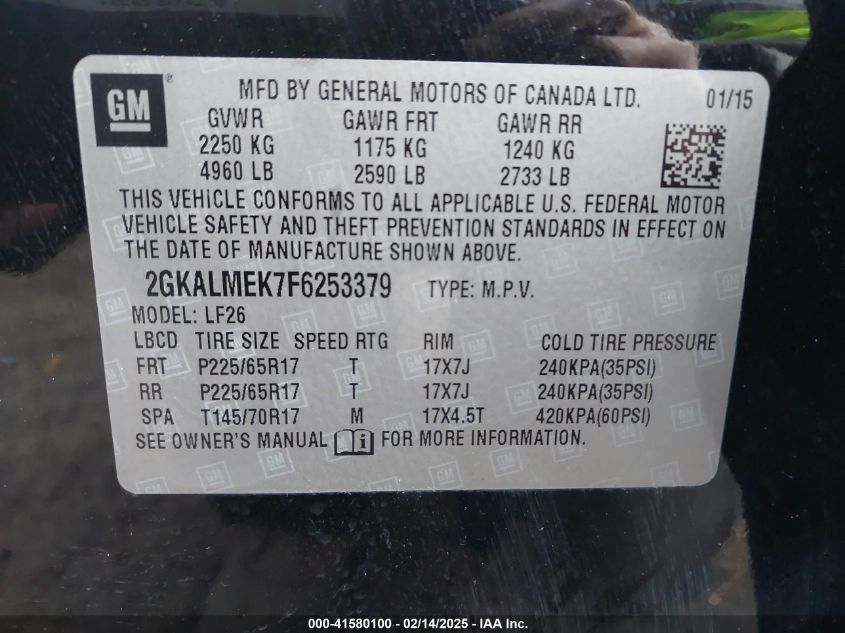 GM®
MFD BY GENERAL MOTORS OF CANADA LTD. 01/15
GVWR GAWR FRT GAWR RR
2250 KG 1175 KG 1240 KG
4960 LB 2590 LB 2733 LB
THIS VEHICLE CONFORMS TO ALL APPLICABLE U.S. FEDERAL MOTOR
VEHICLE SAFETY AND THEFT PREVENTION STANDARDS IN EFFECT ON
THE DATE OF MANUFACTURE SHOWN ABOVE.
2GKALMEK7F6253379 TYPE: M.P.V.
MODEL: LF26
LBCD TIRE SIZE SPEED RTG RIM COLD TIRE PRESSURE
FRT P225/65R17 T 17X7J 240KPA(35PSI)
RR P225/65R17 T 17X7J 240KPA(35PSI)
SPA T145/70R17 M 17X4.5T 420KPA(60PSI)
SEE OWNER'S MANUAL i FOR MORE INFORMATION.
000-41580100 - 02/14/2025 - IAA Inc.